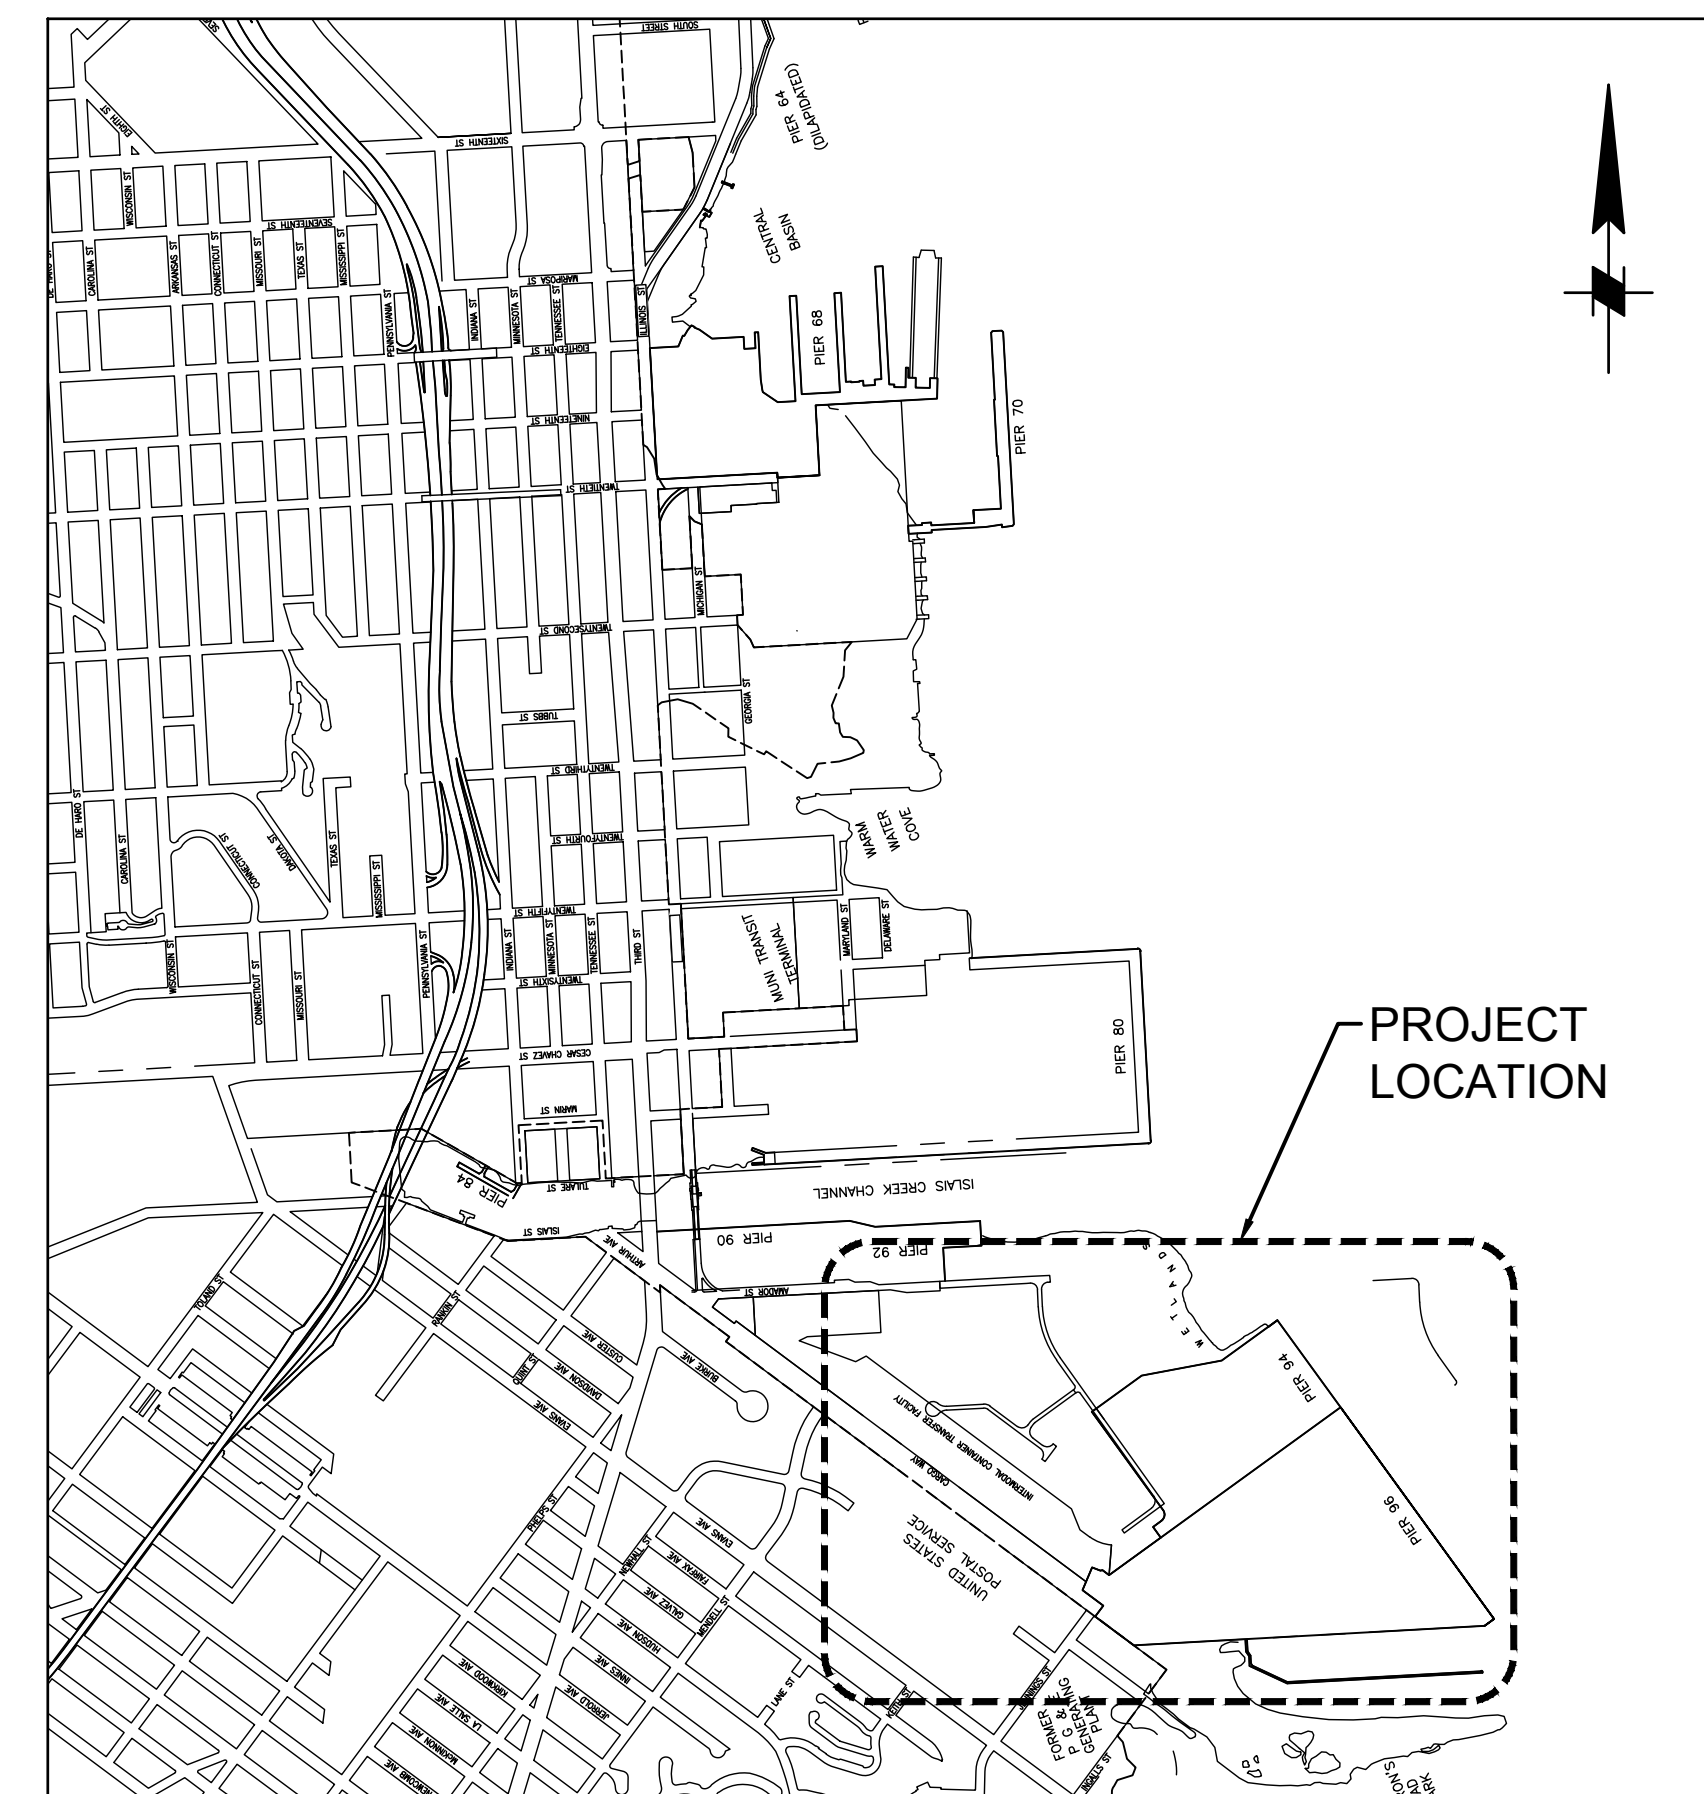 SOUTH STREET
EIGHTH ST
SIXTEENTH ST
PIER 64
(DILAPIDATED)
WISCONSIN ST
SEVENTEENTH ST
CENTRAL
BASIN
CAROLINA ST
ARKANSAS ST
CONNECTICUT ST
MISSOURI ST
TEXAS ST
MISSISSIPPI ST
MARIPOSA ST
PENNSYLVANIA ST
INDIANA ST
MINNESOTA ST
TENNESSEE ST
ILLINOIS ST
EIGHTEENTH ST
PIER 68
NINETEENTH ST
PIER 70
TWENTIETH ST
MICHIGAN ST
TWENTYSECOND ST
GEORGIA ST
TUBBS ST
TWENTYTHIRD ST
DE HARO ST
CAROLINA ST
CONNECTICUT ST
DAKOTA ST
TEXAS ST
MISSISSIPPI ST
TWENTYFOURTH ST
WARM
WATER
COVE
TWENTYFIFTH ST
WISCONSIN ST
CONNECTICUT ST
MISSOURI ST
PENNSYLVANIA ST
INDIANA ST
MINNESOTA ST
TENNESSEE ST
THIRD ST
MUNI TRANSIT
TERMINAL
MARYLAND ST
DELAWARE ST
TWENTYSIXTH ST
CESAR CHAVEZ ST
PIER 80
PROJECT
LOCATION
MARIN ST
PIER 84
TULARE ST
ISLAIS CREEK CHANNEL
ISLAIS ST
ARTHUR AVE
PIER 90
PIER 92
WETLANDS
AMADOR ST
TOLAND ST
RANKIN ST
CUSTER AVE
QUINT ST
DAVIDSON AVE
EVANS AVE
BURKE AVE
PIER 94
INTERMODAL CONTAINER TRANSFER FACILITY
CARGO WAY
PIER 96
UNITED STATES
POSTAL SERVICE
PHELPS ST
EVANS AVE
NEWHALL ST
FAIRFAX AVE
GALVEZ AVE
MENDELL ST
HUDSON AVE
INNES AVE
KIRKWOOD AVE
JERROLD AVE
LA SALLE AVE
McKINNON AVE
NEWCOMB AVE
LANE ST
KEITH ST
JENNINGS ST
FORMER
P G & E
GENERATING
PLANT
INGALLS ST